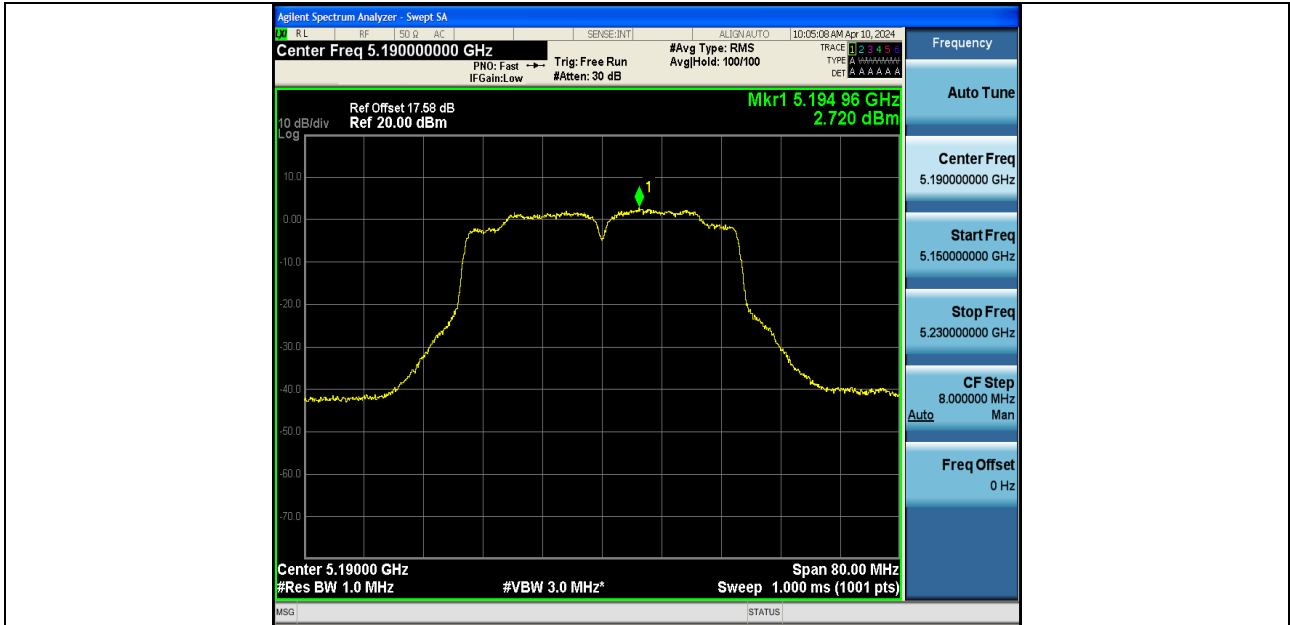 Agilent Spectrum Analyzer - Swept SA
LXI RL RF 50 Ω AC SENSE:INT ALIGN AUTO 10:05:08 AM Apr 10, 2024
Center Freq 5.190000000 GHz
PNO: Fast
IFGain:Low
Trig: Free Run
#Atten: 30 dB
#Avg Type: RMS
Avg|Hold: 100/100
TRACE 1 2 3 4 5 6
TYPE A
DET A A A A A A
Ref Offset 17.58 dB
10 dB/div Ref 20.00 dBm
Log
Mkr1 5.194 96 GHz
2.720 dBm
1
10.0
0.00
-10.0
-20.0
-30.0
-40.0
-50.0
-60.0
-70.0
Center 5.19000 GHz Span 80.00 MHz
#Res BW 1.0 MHz #VBW 3.0 MHz* Sweep 1.000 ms (1001 pts)
MSG STATUS
Frequency
Auto Tune
Center Freq
5.190000000 GHz
Start Freq
5.150000000 GHz
Stop Freq
5.230000000 GHz
CF Step
8.000000 MHz
Auto Man
Freq Offset
0 Hz